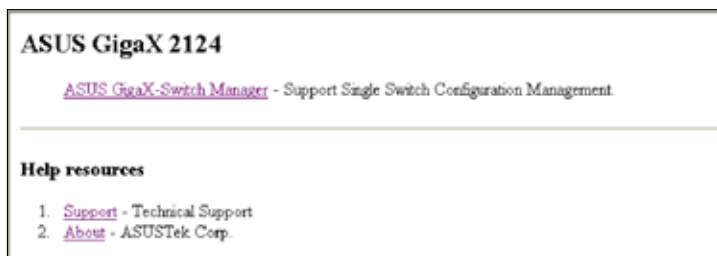 ASUS GigaX 2124
ASUS GigaX-Switch Manager - Support Single Switch Configuration Management.
Help resources
1. Support - Technical Support
2. About - ASUSTek Corp.